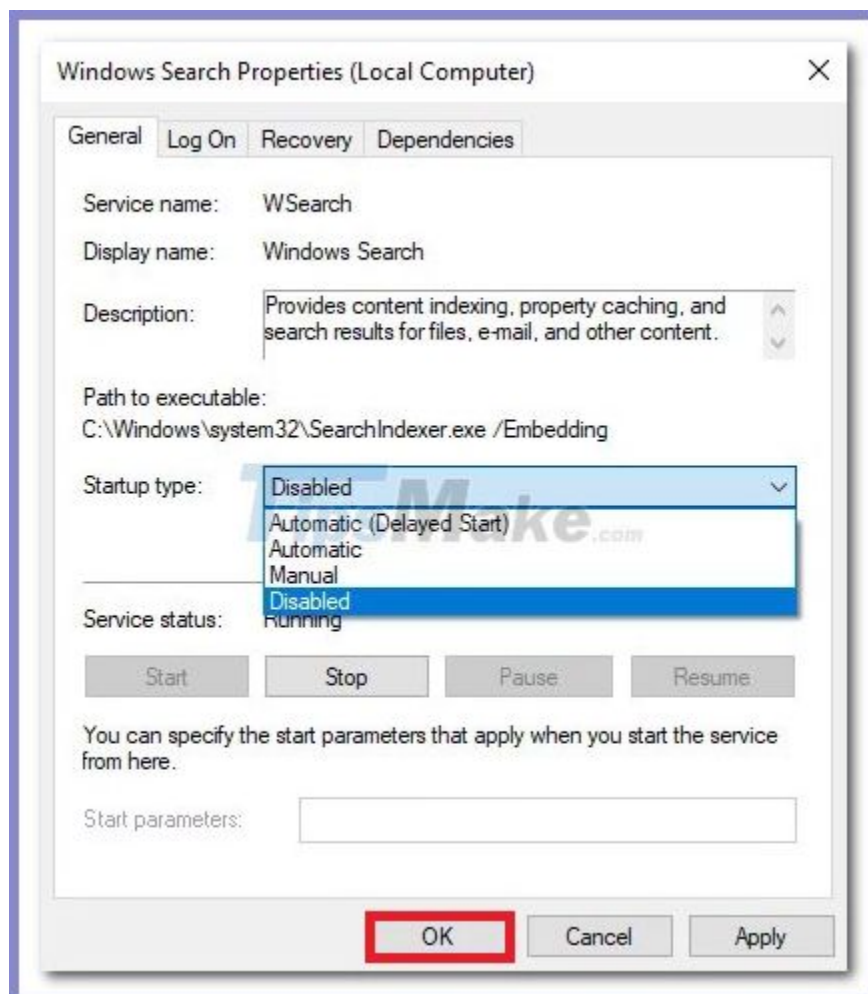 Windows Search Properties (Local Computer)
General Log On Recovery Dependencies
Service name: WSearch
Display name: Windows Search
Description: Provides content indexing, property caching, and
search results for files, e-mail, and other content.
Path to executable:
C:\Windows\system32\SearchIndexer.exe /Embedding
Startup type: Disabled
TipsMake.com
Automatic (Delayed Start)
Automatic
Manual
Disabled
Service status: Running
Start Stop Pause Resume
You can specify the start parameters that apply when you start the service
from here.
Start parameters:
OK Cancel Apply